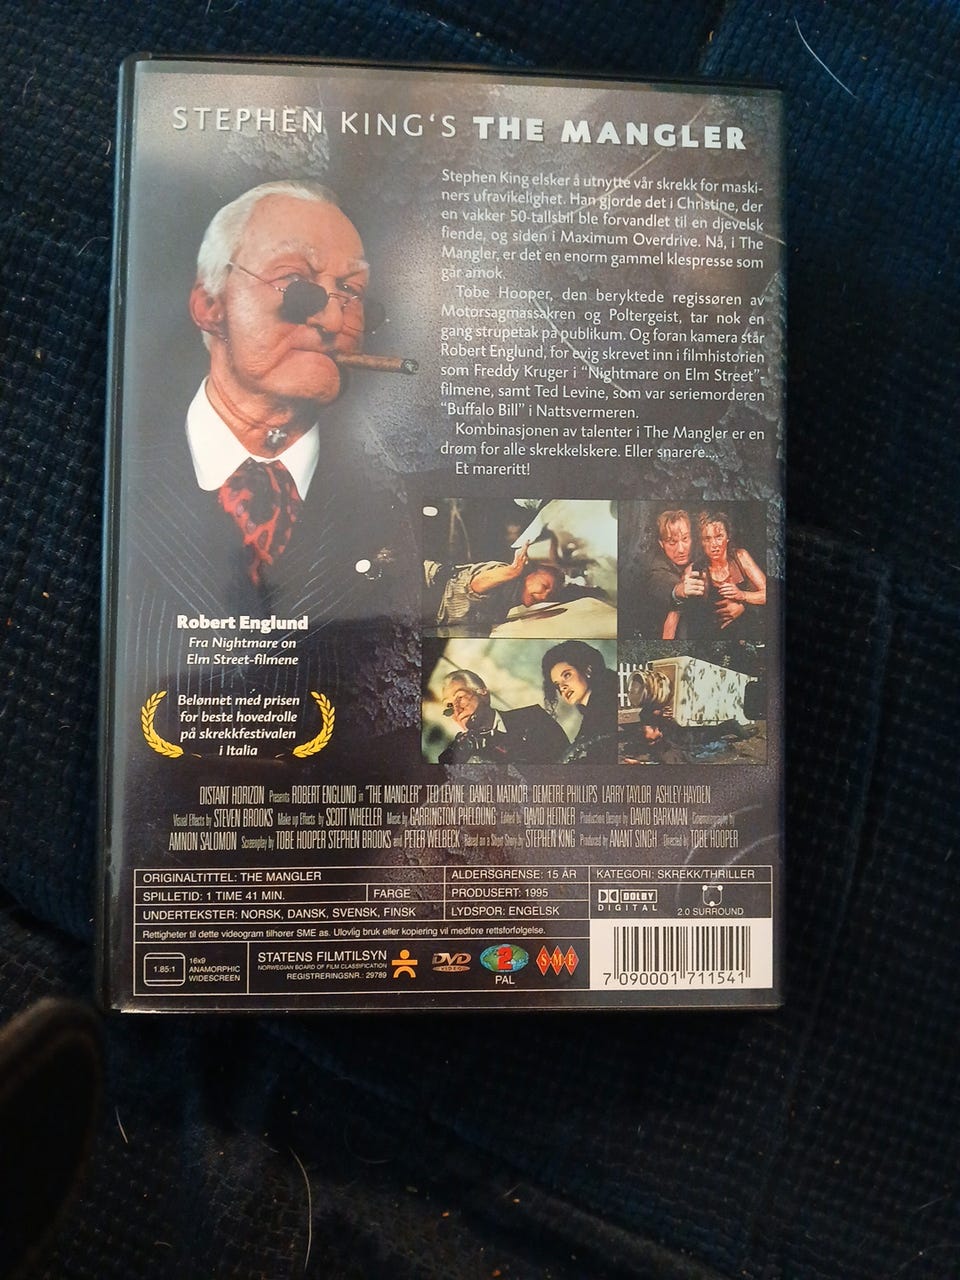 STEPHEN KING'S THE MANGLER
Stephen King elsker å utnytte vår skrekk for maski-
ners ufravikelighet. Han gjorde det i Christine, der
en vakker 50-tallsbil ble forvandlet til en djevelsk
fiende, og siden i Maximum Overdrive. Nå, i The
Mangler, er det en enorm gammel klespresse som
går amok.
Tobe Hooper, den beryktede regissøren av
Motorsagmassakren og Poltergeist, tar nok en
gang strupetak på publikum. Og foran kamera står
Robert Englund, for evig skrevet inn i filmhistorien
som Freddy Kruger i "Nightmare on Elm Street"-
filmene, samt Ted Levine, som var seriemorderen
"Buffalo Bill" i Nattsvermeren.
Kombinasjonen av talenter i The Mangler er en
drøm for alle skrekkelskere. Eller snarere....
Et mareritt!
Robert Englund
Fra Nightmare on
Elm Street-filmene
Belønnet med prisen
for beste hovedrolle
på skrekkfestivalen
i Italia
DISTANT HORIZON Presents ROBERT ENGLUND in "THE MANGLER" TED LEVINE DANIEL MATMOR DEMETRE PHILLIPS LARRY TAYLOR ASHLEY HAYDEN
Visual Effects by STEVEN BROOKS Make up Effects by SCOTT WHEELER Music by BARRINGTON PHELOUNG Edited by DAVID HEITNER Production Design by DAVID BARKMAN Cinematography by
AMNON SALOMON Screenplay by TOBE HOOPER STEPHEN BROOKS and PETER WELBECK Based on a Short Story by STEPHEN KING Produced by ANANT SINGH Directed by TOBE HOOPER
ORIGINALTITTEL: THE MANGLER
ALDERSGRENSE: 15 ÅR
KATEGORI: SKREKK/THRILLER
SPILLETID: 1 TIME 41 MIN.
FARGE
PRODUSERT: 1995
UNDERTEKSTER: NORSK, DANSK, SVENSK, FINSK
LYDSPOR: ENGELSK
DOLBY
DIGITAL
2.0 SURROUND
Rettigheter til dette videogram tilhører SME as. Ulovlig bruk eller kopiering vil medføre rettsforfølgelse.
1.85:1
16x9
ANAMORPHIC
WIDESCREEN
STATENS FILMTILSYN
NORWEGIAN BOARD OF FILM CLASSIFICATION
REGISTRERINGSNR.: 29789
DVD
VIDEO
2
PAL
S·M·E
7 090001 711541